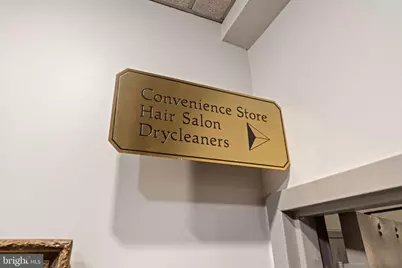 Convenience Store
Hair Salon
Drycleaners
bright MLS